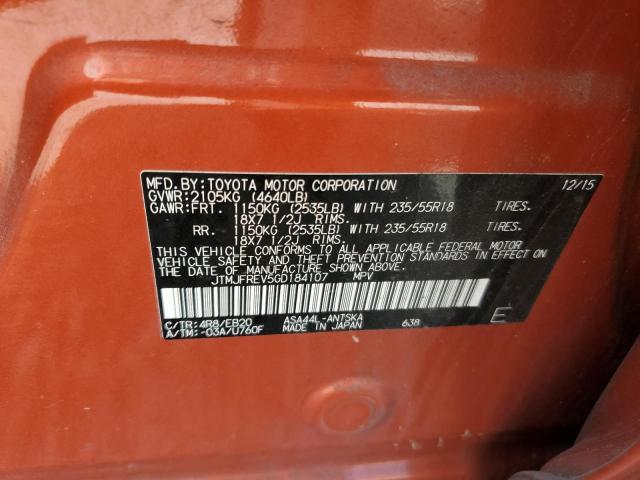 MFD.BY:TOYOTA MOTOR CORPORATION 12/15
GVWR:2105KG (4640LB)
GAWR:FRT. 1150KG (2535LB) WITH 235/55R18 TIRES.
18X7 1/2J RIMS.
RR. 1150KG (2535LB) WITH 235/55R18 TIRES.
18X7 1/2J RIMS.
THIS VEHICLE CONFORMS TO ALL APPLICABLE FEDERAL MOTOR
VEHICLE SAFETY, BUMPER, AND THEFT PREVENTION STANDARDS IN EFFECT ON
THE DATE OF MANUFACTURE SHOWN ABOVE.
JTMJFREV5GD184107 MPV
C/TR:4R8/EB20 ASA44L-ANTSKA 638
A/TM:-03A/U760F MADE IN JAPAN E